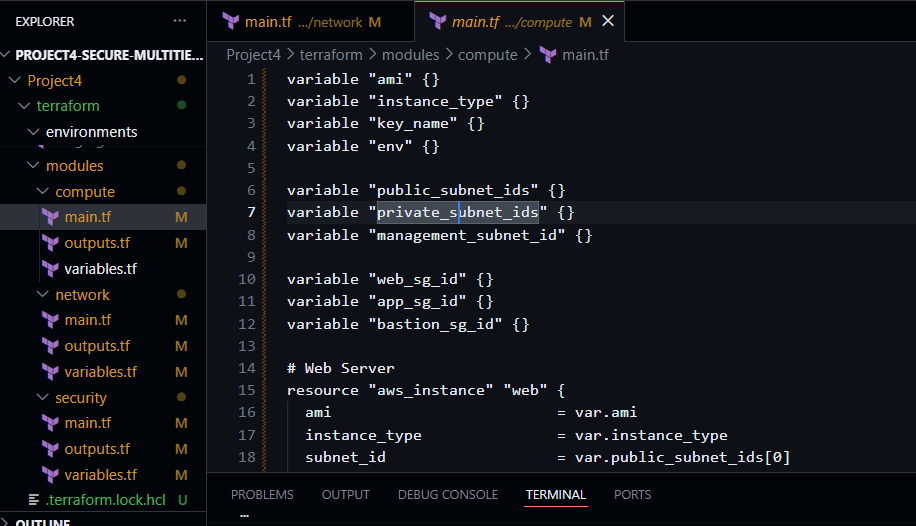 EXPLORER
...
PROJECT4-SECURE-MULTITIE...
Project4
terraform
environments
modules
compute
main.tf M
outputs.tf M
variables.tf
network
main.tf M
outputs.tf M
variables.tf M
security
main.tf M
outputs.tf M
variables.tf M
.terraform.lock.hcl U
OUTLINE
main.tf .../network M
main.tf .../compute M
Project4 > terraform > modules > compute > main.tf
1 variable "ami" {}
2 variable "instance_type" {}
3 variable "key_name" {}
4 variable "env" {}
5
6 variable "public_subnet_ids" {}
7 variable "private_subnet_ids" {}
8 variable "management_subnet_id" {}
9
10 variable "web_sg_id" {}
11 variable "app_sg_id" {}
12 variable "bastion_sg_id" {}
13
14 # Web Server
15 resource "aws_instance" "web" {
16 ami = var.ami
17 instance_type = var.instance_type
18 subnet_id = var.public_subnet_ids[0]
PROBLEMS OUTPUT DEBUG CONSOLE TERMINAL PORTS
...